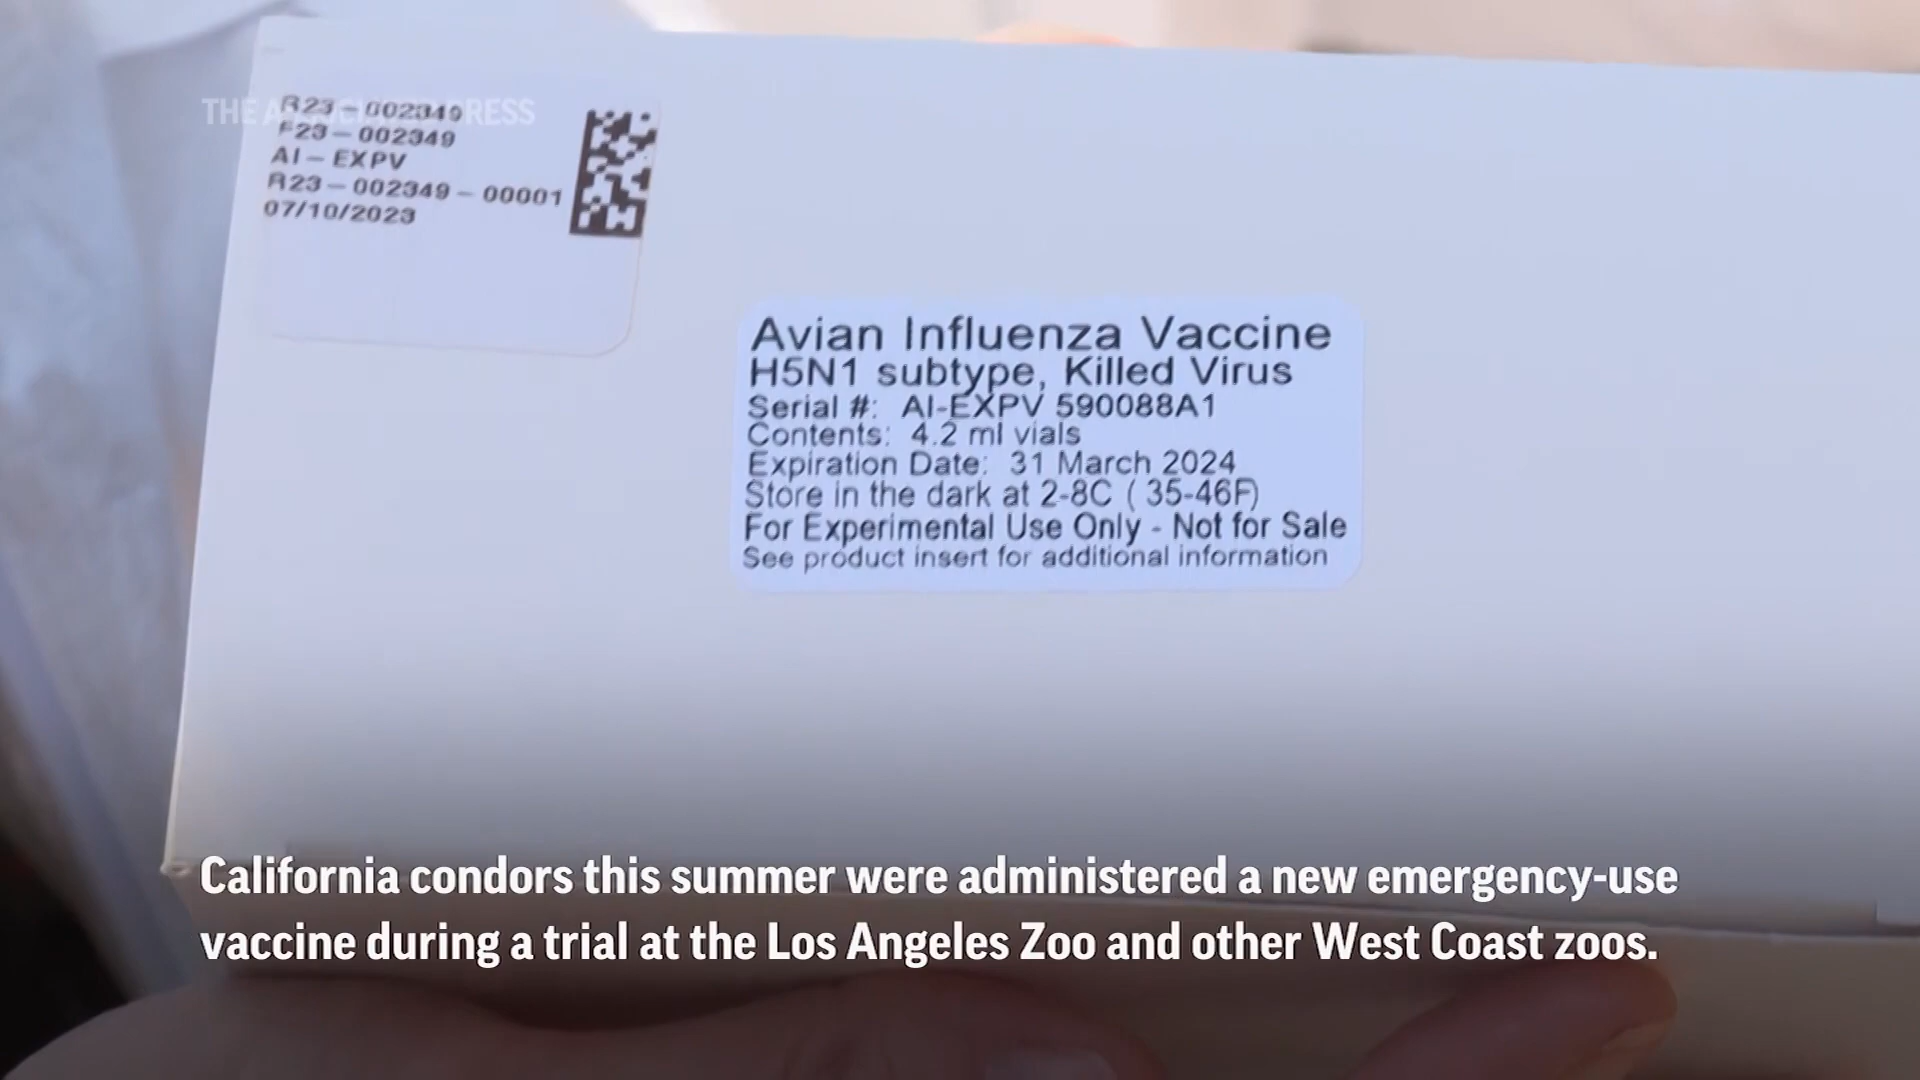 THE ASSOCIATED PRESS
R23-002349
F23-002349
AI-EXPV
R23-002349-00001
07/10/2023
Avian Influenza Vaccine
H5N1 subtype, Killed Virus
Serial #: AI-EXPV 590088A1
Contents: 4.2 ml vials
Expiration Date: 31 March 2024
Store in the dark at 2-8C ( 35-46F)
For Experimental Use Only - Not for Sale
See product insert for additional information
California condors this summer were administered a new emergency-use
vaccine during a trial at the Los Angeles Zoo and other West Coast zoos.